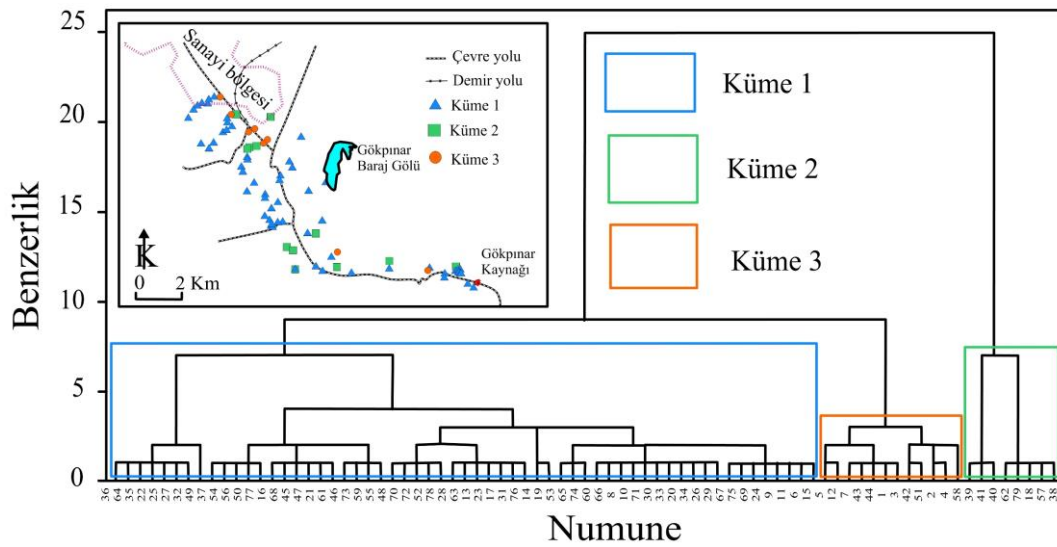 25
20
15
10
5
0
Benzerlik
Sanayi bölgesi
Çevre yolu
Demir yolu
Küme 1
Küme 2
Küme 3
Gökpınar
Baraj Gölü
Gökpınar
Kaynağı
K
0 2 Km
Küme 1
Küme 2
Küme 3
36 64 35 22 25 27 32 49 37 54 56 50 77 16 68 45 47 21 61 46 73 59 55 48 70 72 52 78 28 63 13 23 17 31 76 14 19 53 65 74 60 66 8 10 71 30 33 20 34 26 29 67 75 69 24 9 11 6 15 5 12 7 43 44 1 3 42 51 2 4 58 39 41 40 62 79 18 57 38
Numune